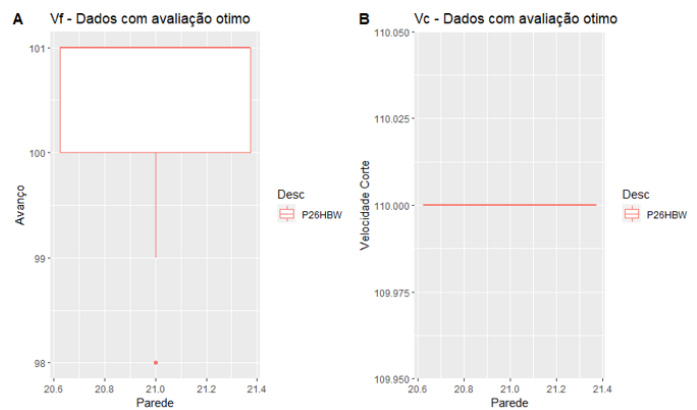 A
Vf - Dados com avaliação otimo
101
100
99
98
Avanço
20.6 20.8 21.0 21.2 21.4
Parede
Desc
P26HBW
B
Vc - Dados com avaliação otimo
110.050
110.025
110.000
109.975
109.950
Velocidade Corte
20.6 20.8 21.0 21.2 21.4
Parede
Desc
P26HBW